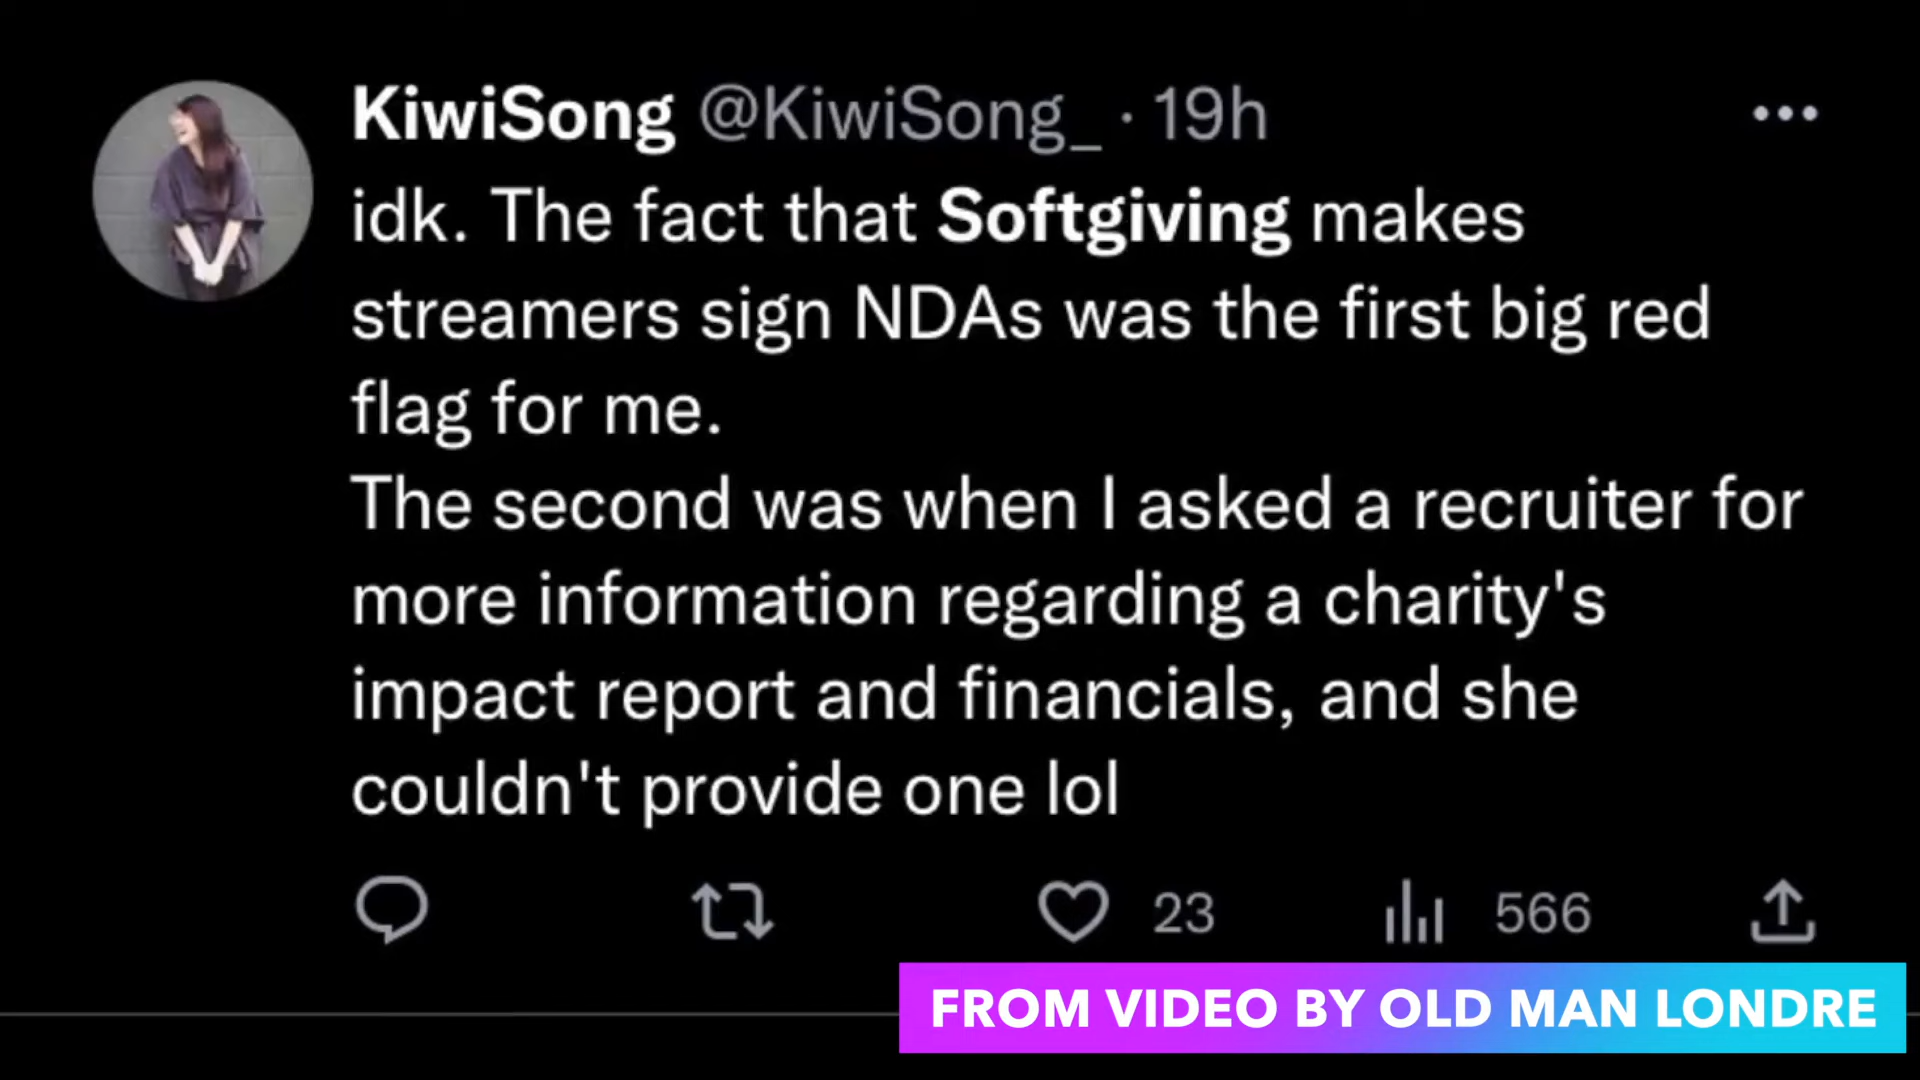 KiwiSong @KiwiSong_ · 19h
idk. The fact that Softgiving makes
streamers sign NDAs was the first big red
flag for me.
The second was when I asked a recruiter for
more information regarding a charity's
impact report and financials, and she
couldn't provide one lol
23 566
FROM VIDEO BY OLD MAN LONDRE